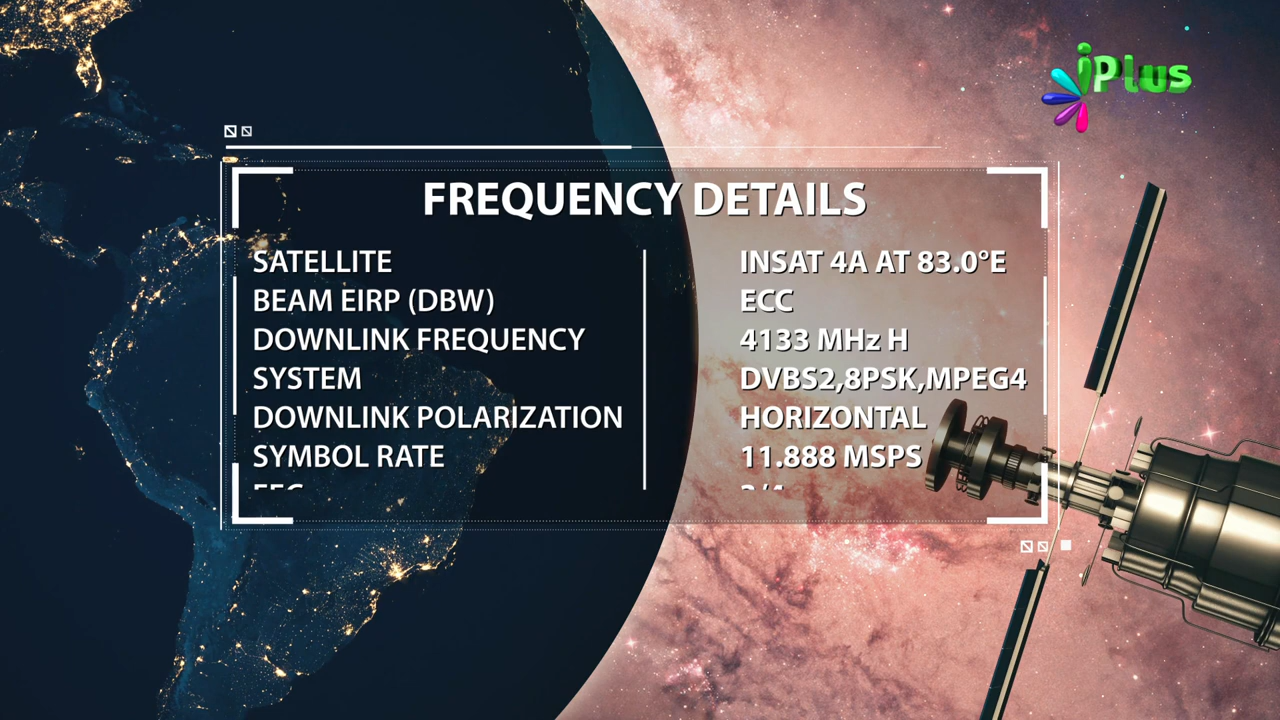 iPlus
FREQUENCY DETAILS
SATELLITE INSAT 4A AT 83.0°E
BEAM EIRP (DBW) ECC
DOWNLINK FREQUENCY 4133 MHz H
SYSTEM DVBS2,8PSK,MPEG4
DOWNLINK POLARIZATION HORIZONTAL
SYMBOL RATE 11.888 MSPS